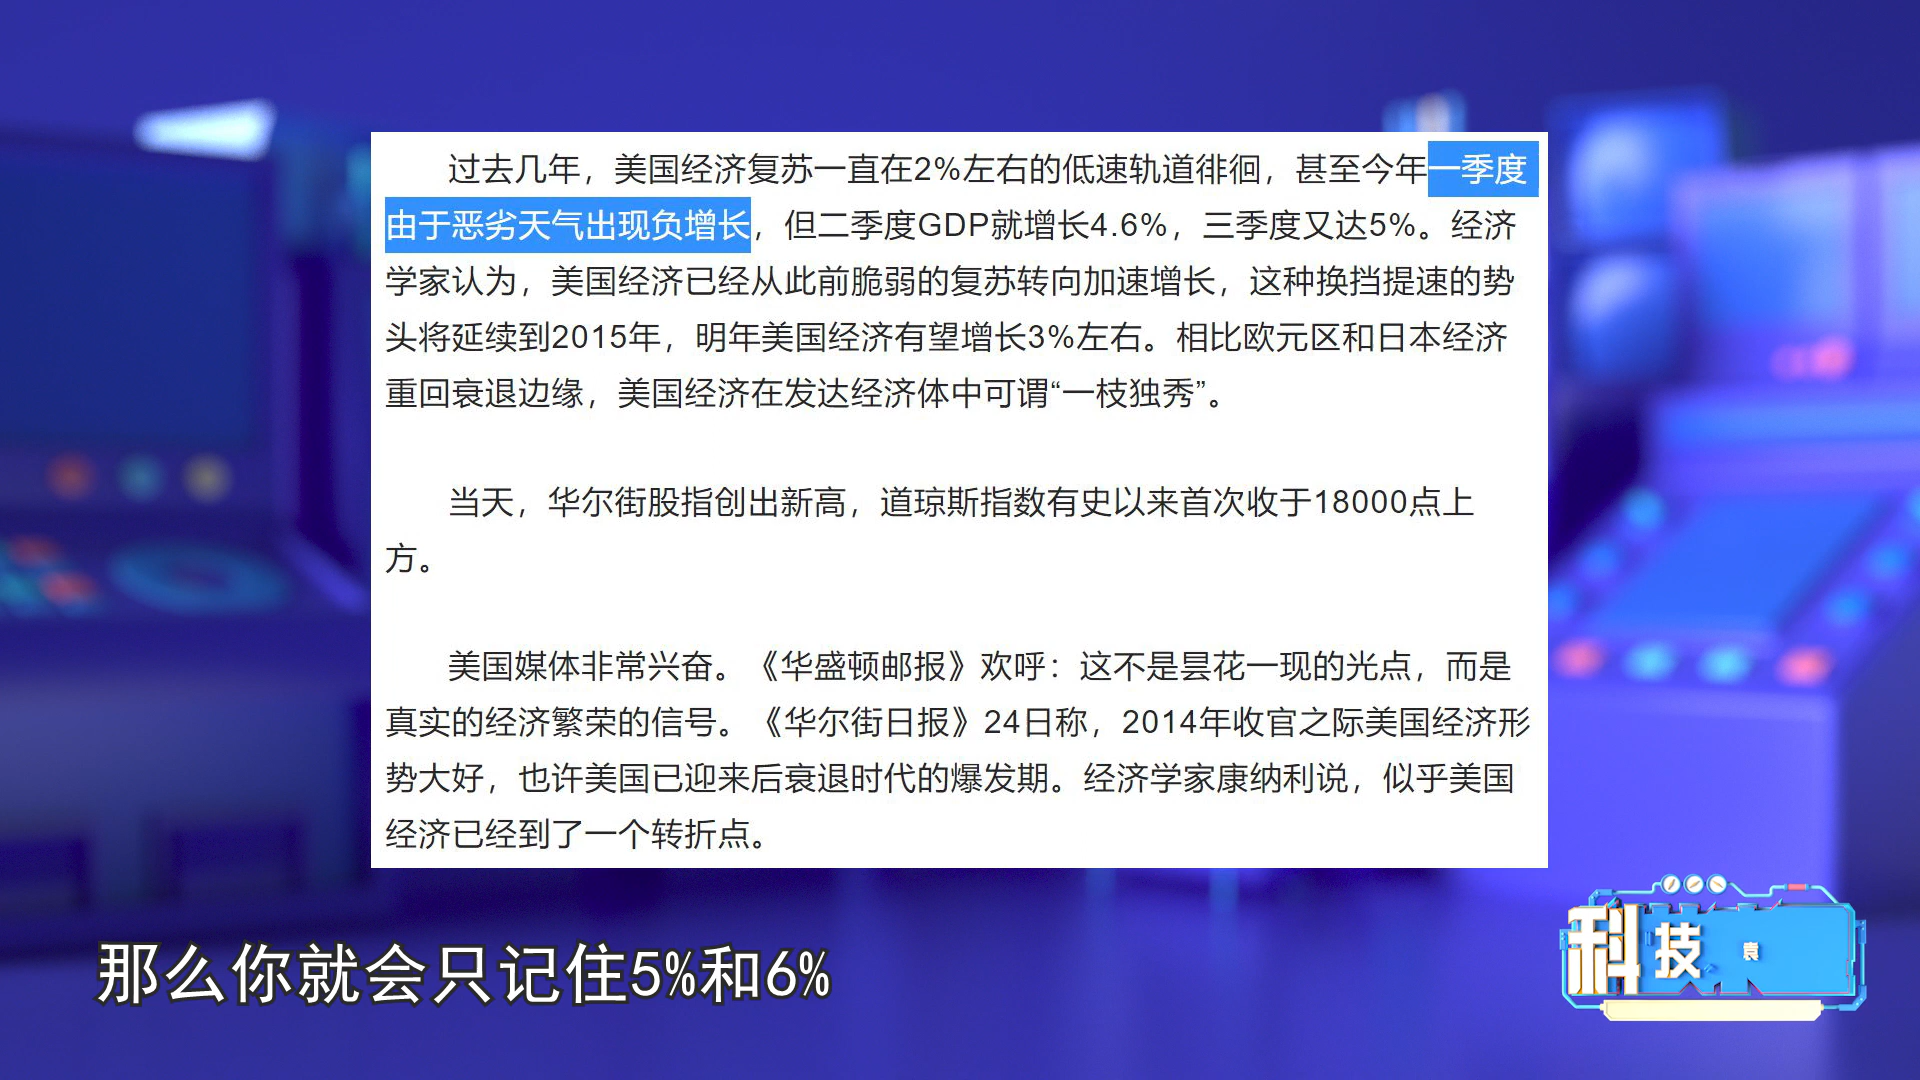 过去几年，美国经济复苏一直在2%左右的低速轨道徘徊，甚至今年一季度
由于恶劣天气出现负增长，但二季度GDP就增长4.6%，三季度又达5%。经济
学家认为，美国经济已经从此前脆弱的复苏转向加速增长，这种换挡提速的势
头将延续到2015年，明年美国经济有望增长3%左右。相比欧元区和日本经济
重回衰退边缘，美国经济在发达经济体中可谓“一枝独秀”。
当天，华尔街股指创出新高，道琼斯指数有史以来首次收于18000点上
方。
美国媒体非常兴奋。《华盛顿邮报》欢呼：这不是昙花一现的光点，而是
真实的经济繁荣的信号。《华尔街日报》24日称，2014年收官之际美国经济形
势大好，也许美国已迎来后衰退时代的爆发期。经济学家康纳利说，似乎美国
经济已经到了一个转折点。
科技袁
那么你就会只记住5%和6%